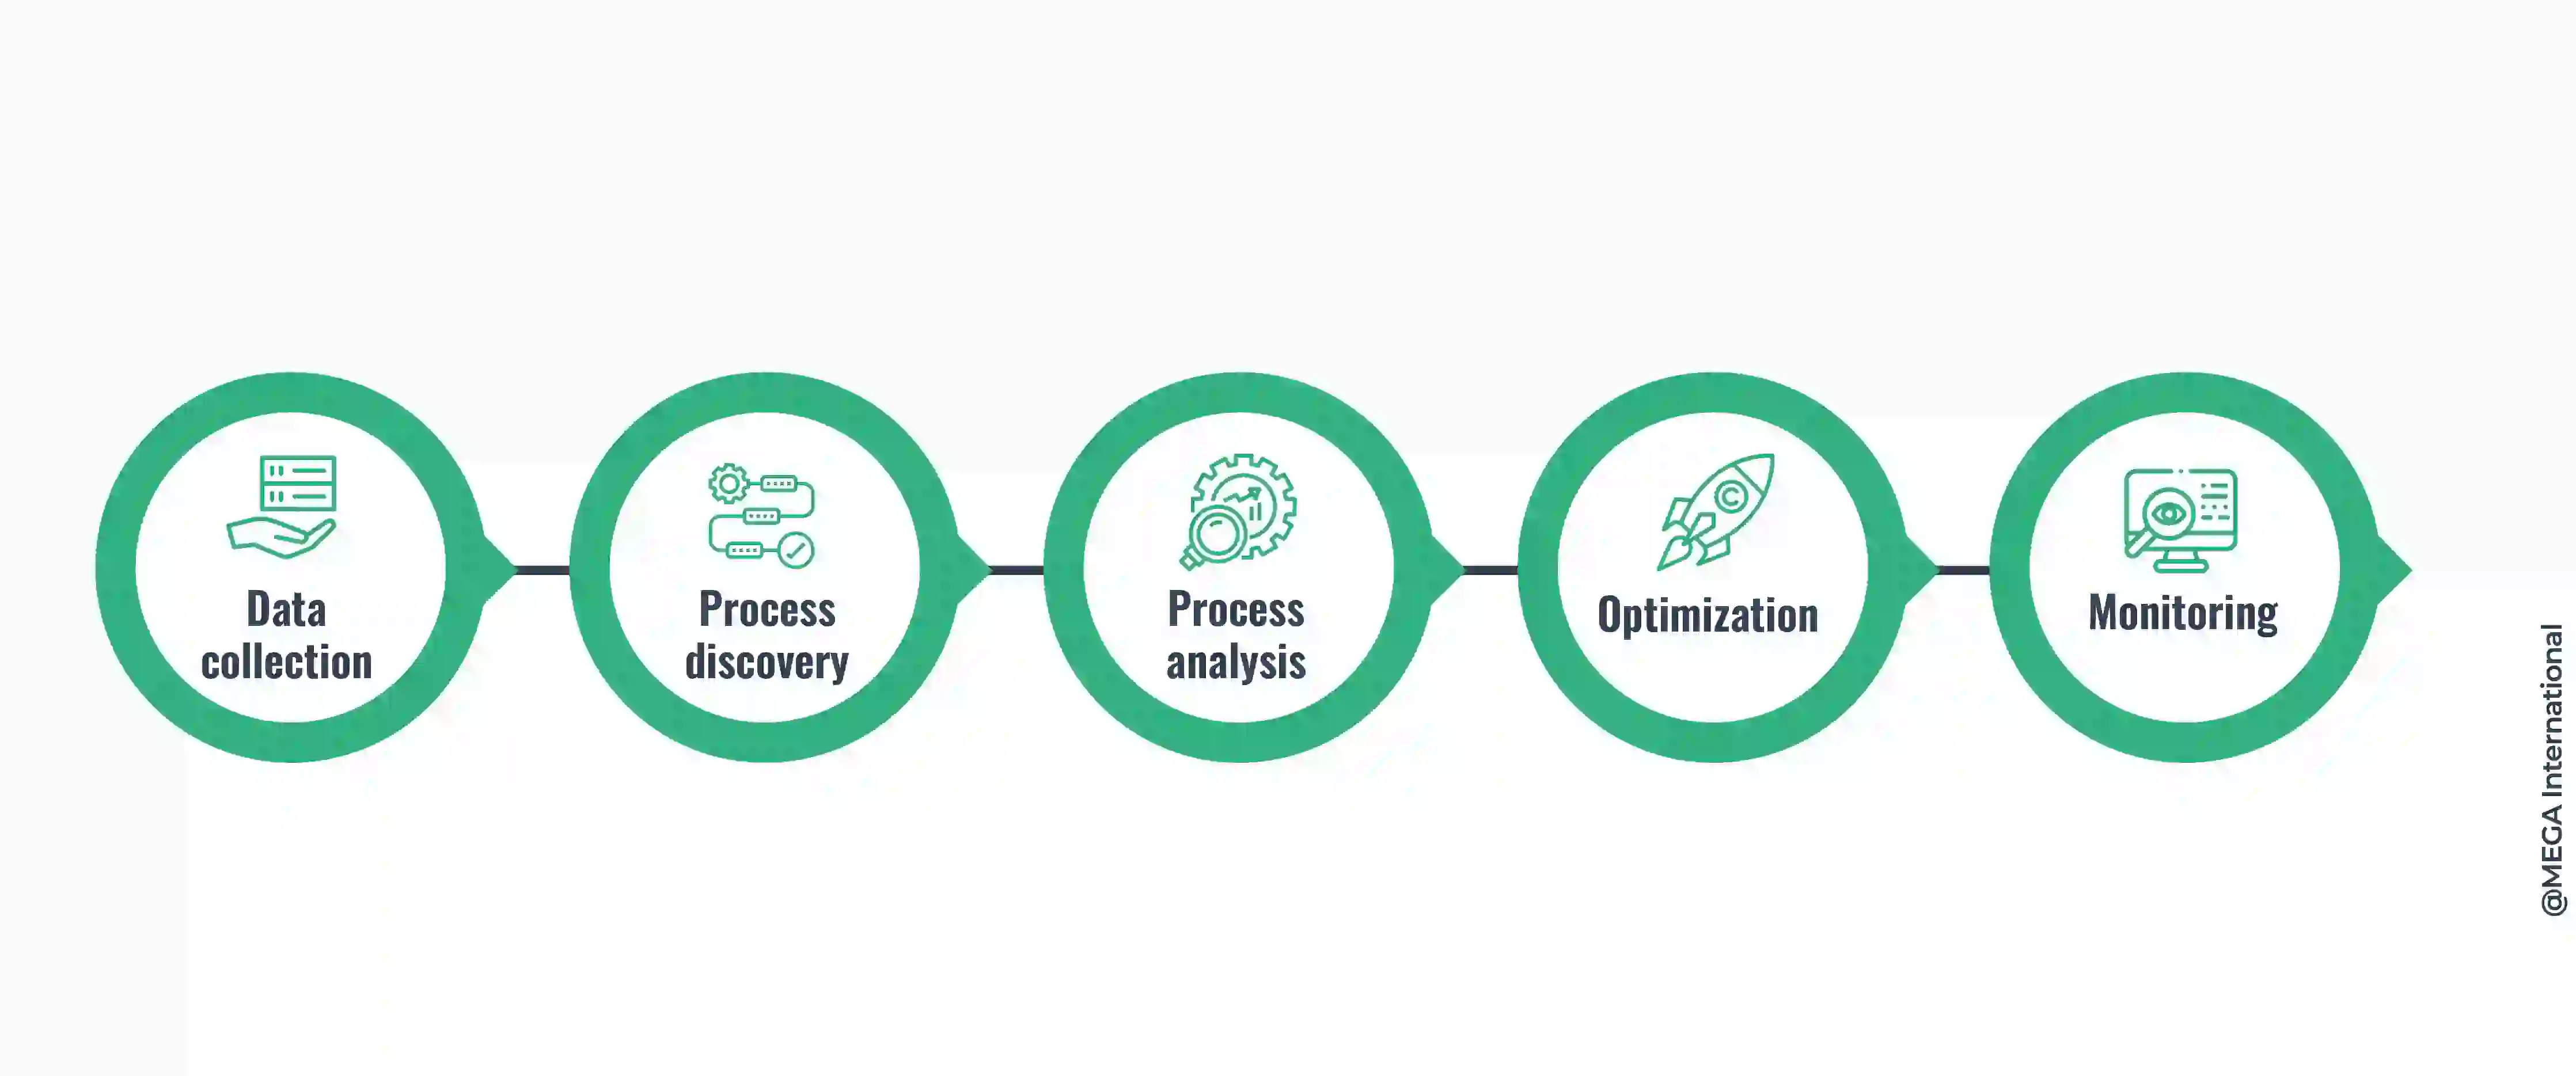 Data
collection
Process
discovery
Process
analysis
Optimization
Monitoring
@MEGA International